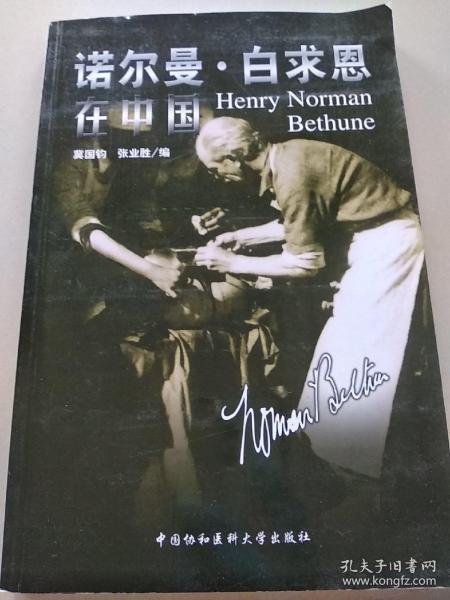 诺尔曼·白求恩
在中国
Henry Norman
Bethune
冀国钧 张业胜/编
Norman Bethune
中国协和医科大学出版社
孔夫子旧书网
www.kongfz.com